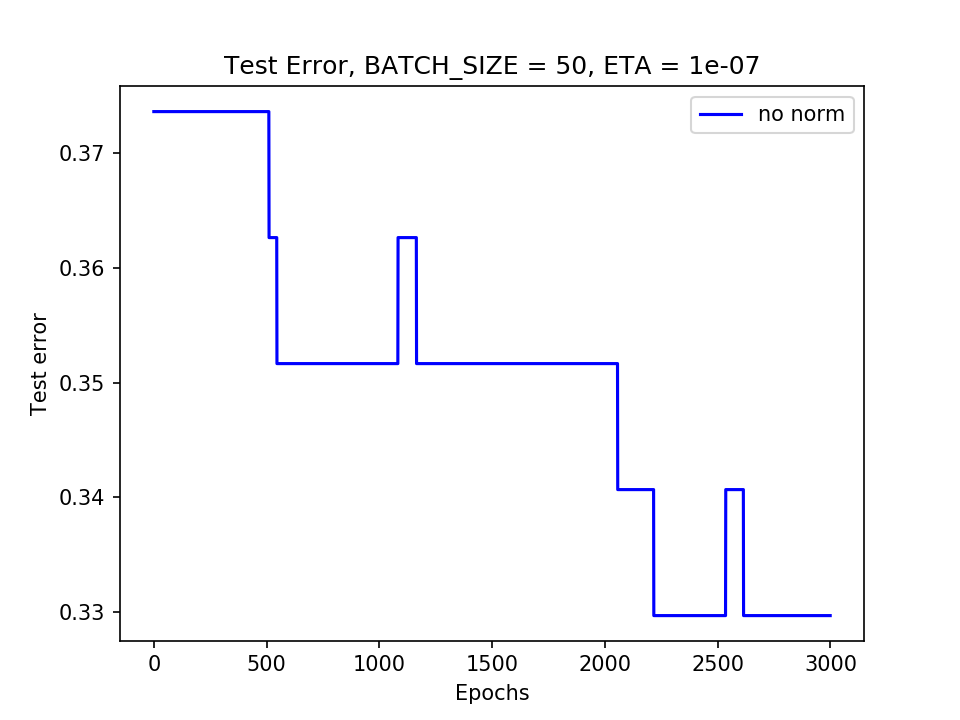 Test Error, BATCH_SIZE = 50, ETA = 1e-07
no norm
Test error
0.37
0.36
0.35
0.34
0.33
0 500 1000 1500 2000 2500 3000
Epochs